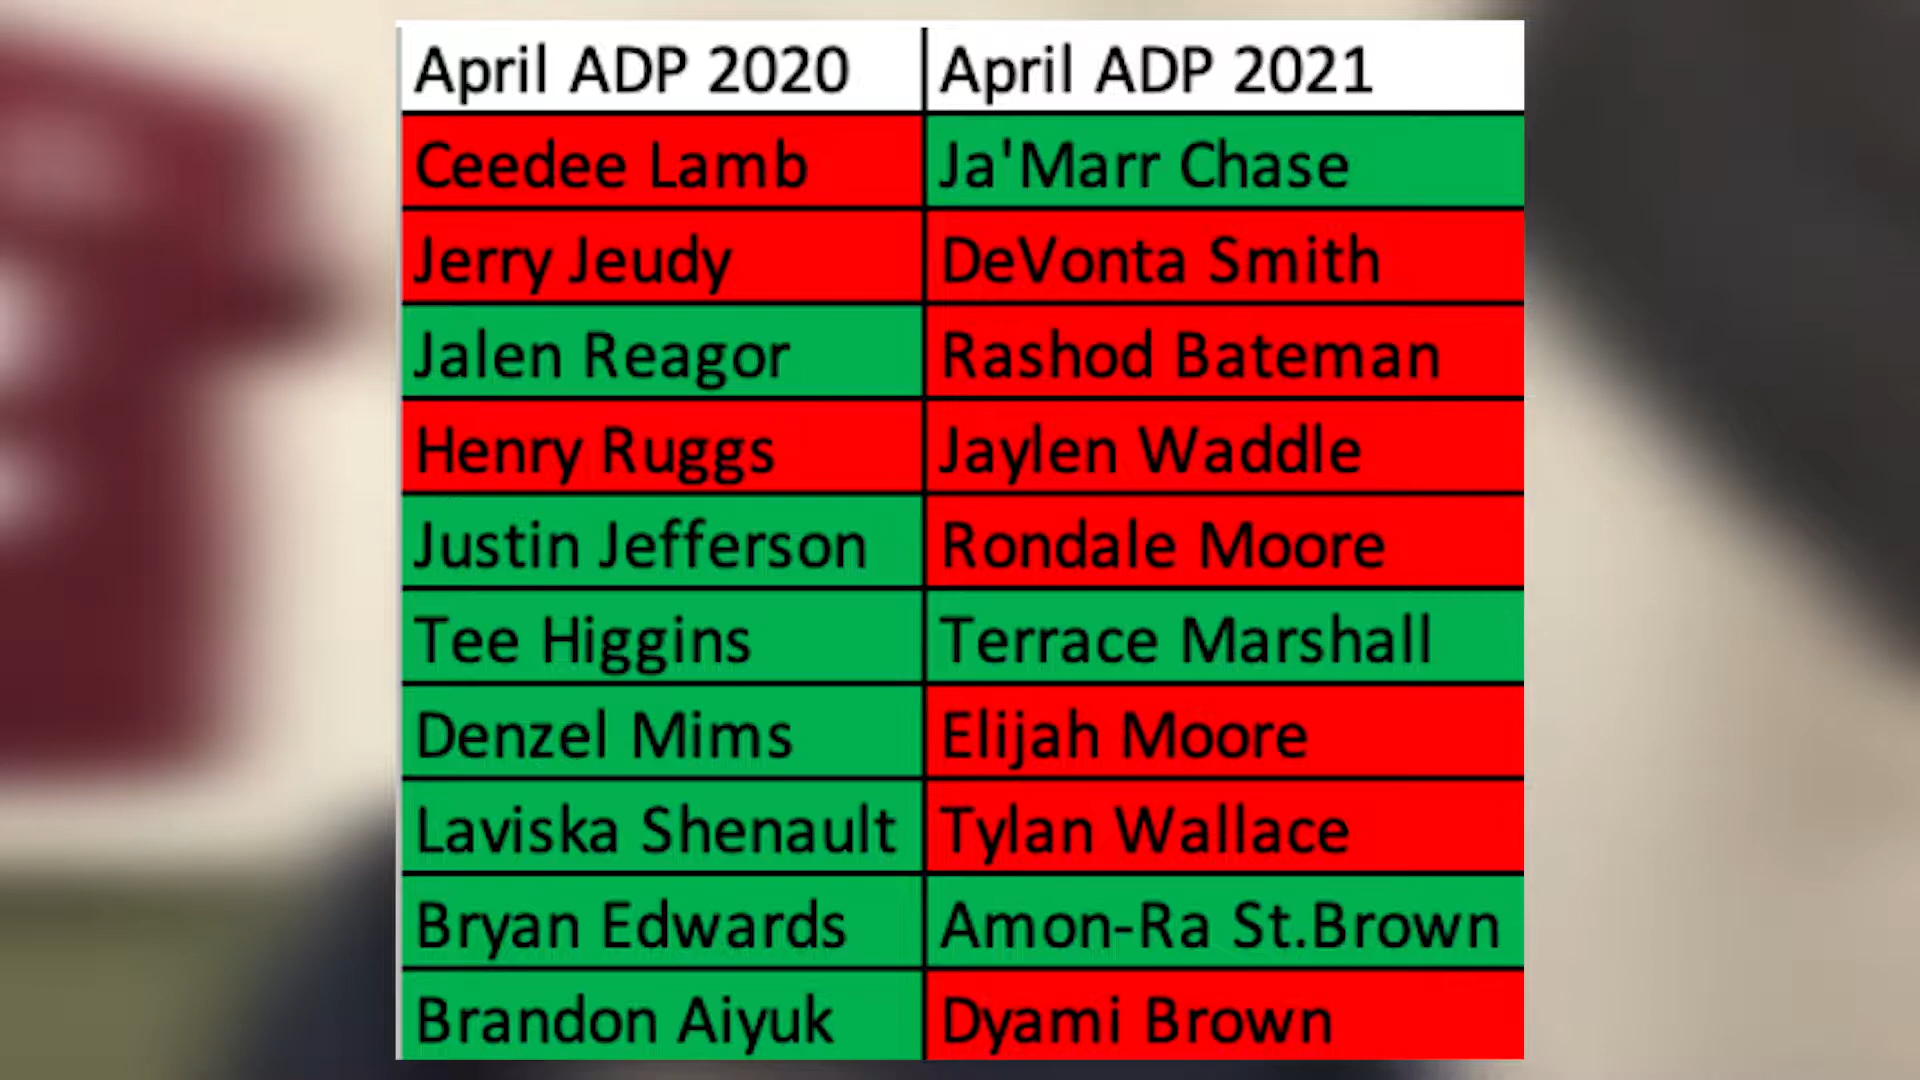 April ADP 2020 April ADP 2021
Ceedee Lamb Ja'Marr Chase
Jerry Jeudy DeVonta Smith
Jalen Reagor Rashod Bateman
Henry Ruggs Jaylen Waddle
Justin Jefferson Rondale Moore
Tee Higgins Terrace Marshall
Denzel Mims Elijah Moore
Laviska Shenault Tylan Wallace
Bryan Edwards Amon-Ra St.Brown
Brandon Aiyuk Dyami Brown